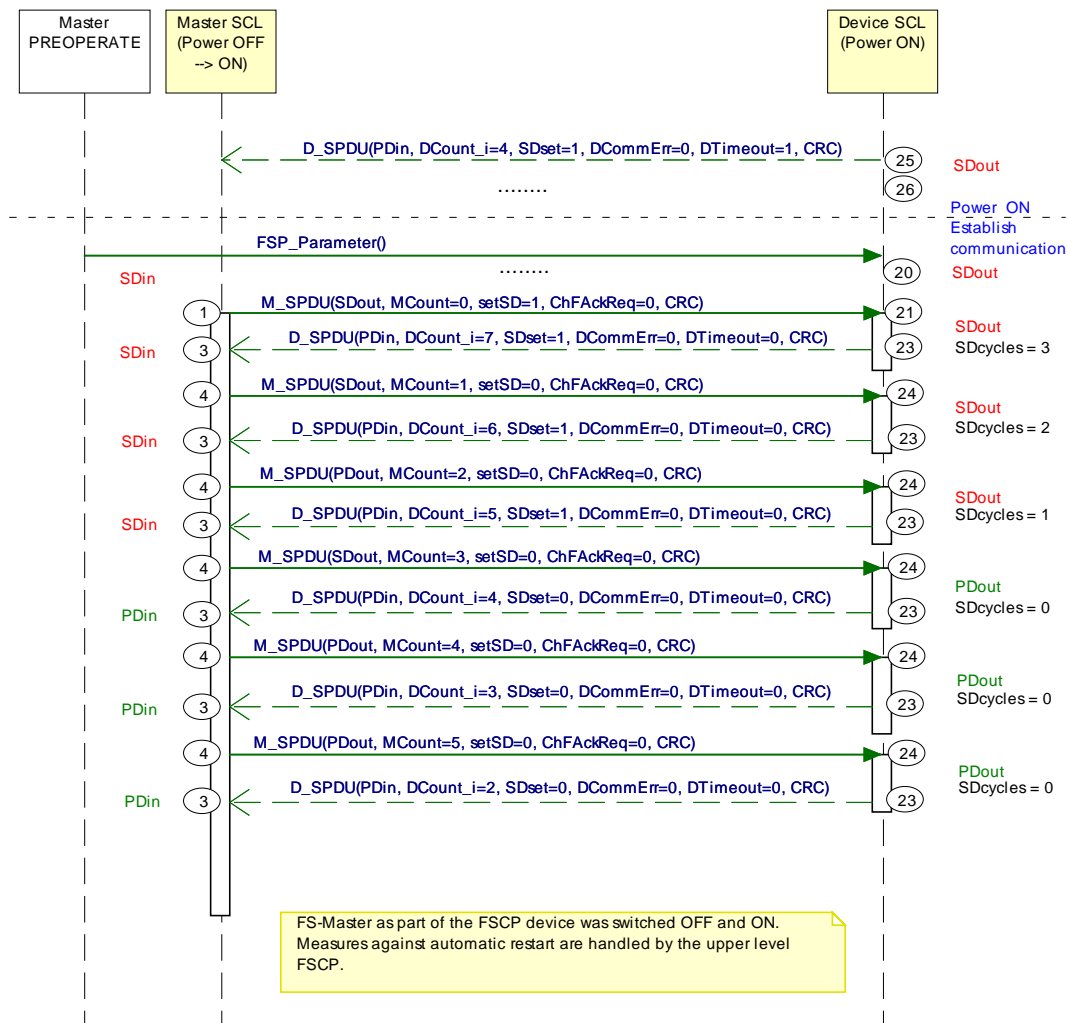 Master
PREOPERATE
Master SCL
(Power OFF
--> ON)
Device SCL
(Power ON)
D_SPDU(PDin, DCount_i=4, SDset=1, DCommErr=0, DTimeout=1, CRC)
25
SDout
........
26
Power ON
Establish
communication
FSP_Parameter()
........
20
SDout
SDin
1
M_SPDU(SDout, MCount=0, setSD=1, ChFAckReq=0, CRC)
21
SDout
SDcycles = 3
SDin
3
D_SPDU(PDin, DCount_i=7, SDset=1, DCommErr=0, DTimeout=0, CRC)
23
4
M_SPDU(SDout, MCount=1, setSD=0, ChFAckReq=0, CRC)
24
SDout
SDcycles = 2
SDin
3
D_SPDU(PDin, DCount_i=6, SDset=1, DCommErr=0, DTimeout=0, CRC)
23
4
M_SPDU(PDout, MCount=2, setSD=0, ChFAckReq=0, CRC)
24
SDout
SDcycles = 1
SDin
3
D_SPDU(PDin, DCount_i=5, SDset=1, DCommErr=0, DTimeout=0, CRC)
23
4
M_SPDU(SDout, MCount=3, setSD=0, ChFAckReq=0, CRC)
24
PDout
SDcycles = 0
PDin
3
D_SPDU(PDin, DCount_i=4, SDset=0, DCommErr=0, DTimeout=0, CRC)
23
4
M_SPDU(PDout, MCount=4, setSD=0, ChFAckReq=0, CRC)
24
PDout
SDcycles = 0
PDin
3
D_SPDU(PDin, DCount_i=3, SDset=0, DCommErr=0, DTimeout=0, CRC)
23
4
M_SPDU(PDout, MCount=5, setSD=0, ChFAckReq=0, CRC)
24
PDout
SDcycles = 0
PDin
3
D_SPDU(PDin, DCount_i=2, SDset=0, DCommErr=0, DTimeout=0, CRC)
23
FS-Master as part of the FSCP device was switched OFF and ON.
Measures against automatic restart are handled by the upper level
FSCP.